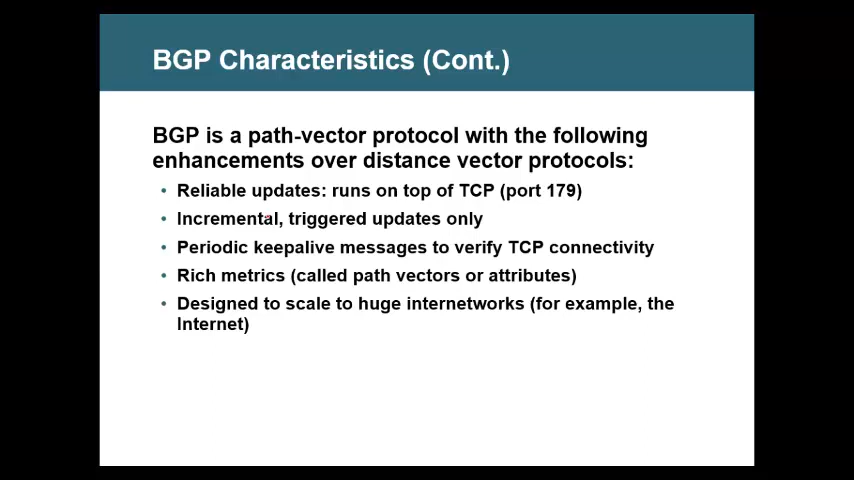 BGP Characteristics (Cont.)
BGP is a path-vector protocol with the following
enhancements over distance vector protocols:
• Reliable updates: runs on top of TCP (port 179)
• Incremental, triggered updates only
• Periodic keepalive messages to verify TCP connectivity
• Rich metrics (called path vectors or attributes)
• Designed to scale to huge internetworks (for example, the
Internet)